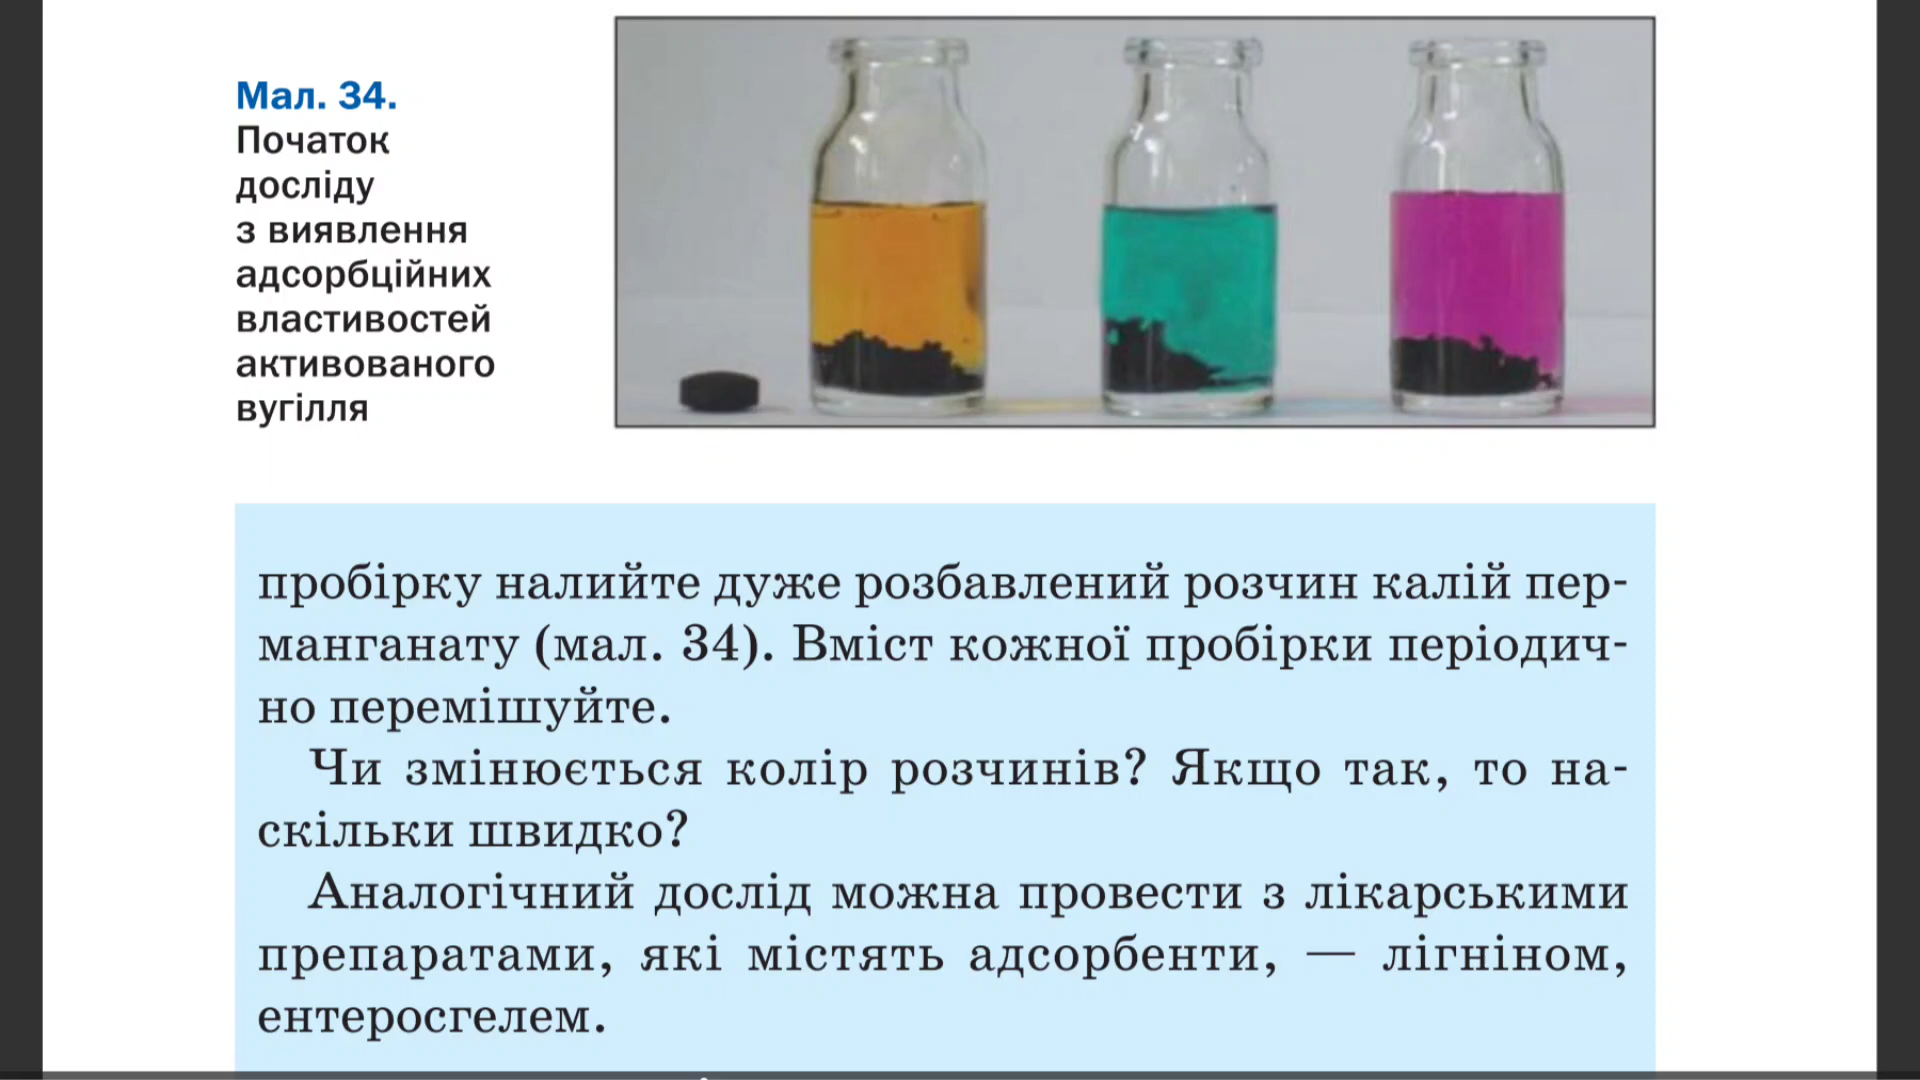 Мал. 34.
Початок
досліду
з виявлення
адсорбційних
властивостей
активованого
вугілля
пробірку налийте дуже розбавлений розчин калій пер-
манганату (мал. 34). Вміст кожної пробірки періодич-
но перемішуйте.
Чи змінюється колір розчинів? Якщо так, то на-
скільки швидко?
Аналогічний дослід можна провести з лікарськими
препаратами, які містять адсорбенти, — лігніном,
ентеросгелем.